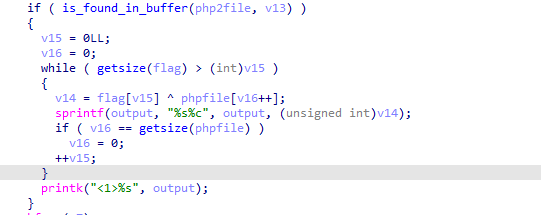 if ( is_found_in_buffer(php2file, v13) )
{
v15 = 0LL;
v16 = 0;
while ( getsize(flag) > (int)v15 )
{
v14 = flag[v15] ^ phpfile[v16++];
sprintf(output, "%s%c", output, (unsigned int)v14);
if ( v16 == getsize(phpfile) )
v16 = 0;
++v15;
}
printk("<1>%s", output);
}